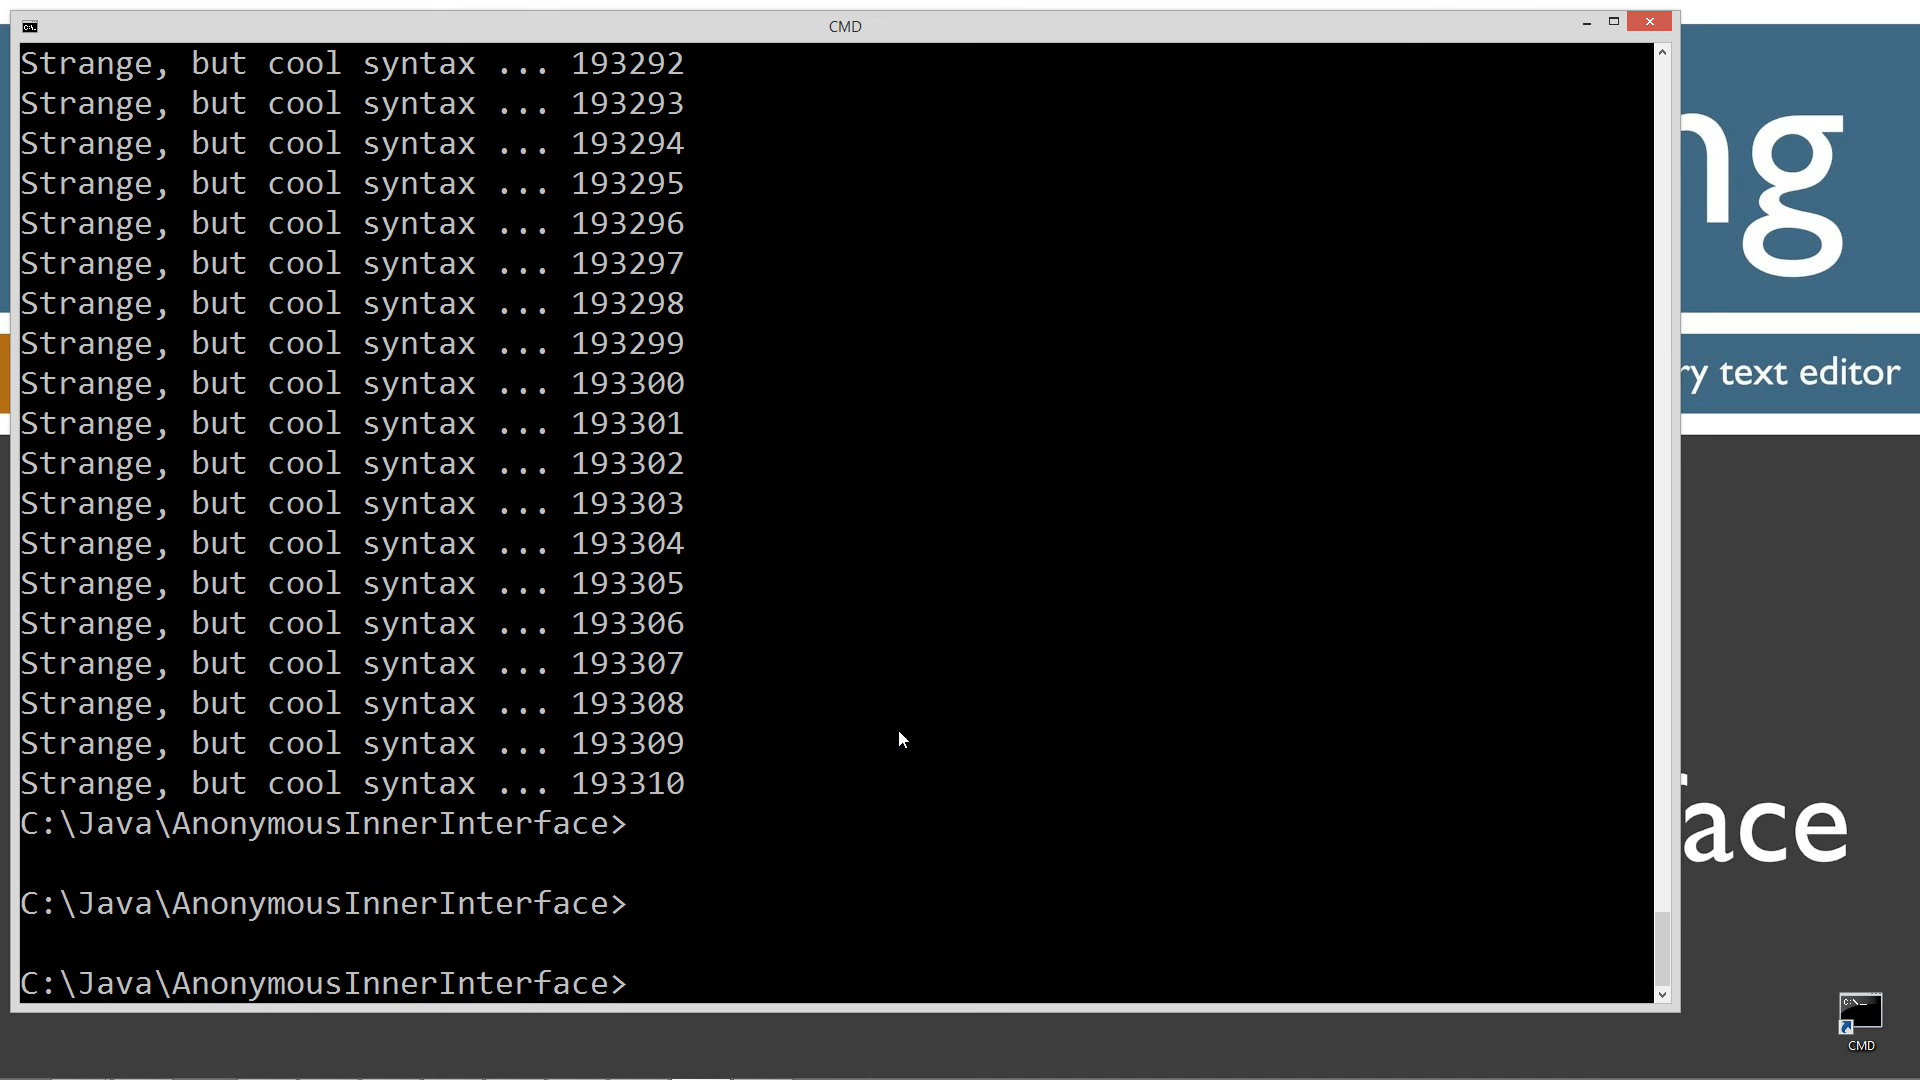 CMD
Strange, but cool syntax ... 193292
Strange, but cool syntax ... 193293
Strange, but cool syntax ... 193294
Strange, but cool syntax ... 193295
Strange, but cool syntax ... 193296
Strange, but cool syntax ... 193297
Strange, but cool syntax ... 193298
Strange, but cool syntax ... 193299
Strange, but cool syntax ... 193300
Strange, but cool syntax ... 193301
Strange, but cool syntax ... 193302
Strange, but cool syntax ... 193303
Strange, but cool syntax ... 193304
Strange, but cool syntax ... 193305
Strange, but cool syntax ... 193306
Strange, but cool syntax ... 193307
Strange, but cool syntax ... 193308
Strange, but cool syntax ... 193309
Strange, but cool syntax ... 193310
C:\Java\AnonymousInnerInterface>
C:\Java\AnonymousInnerInterface>
C:\Java\AnonymousInnerInterface>
ng
ry text editor
face
CMD